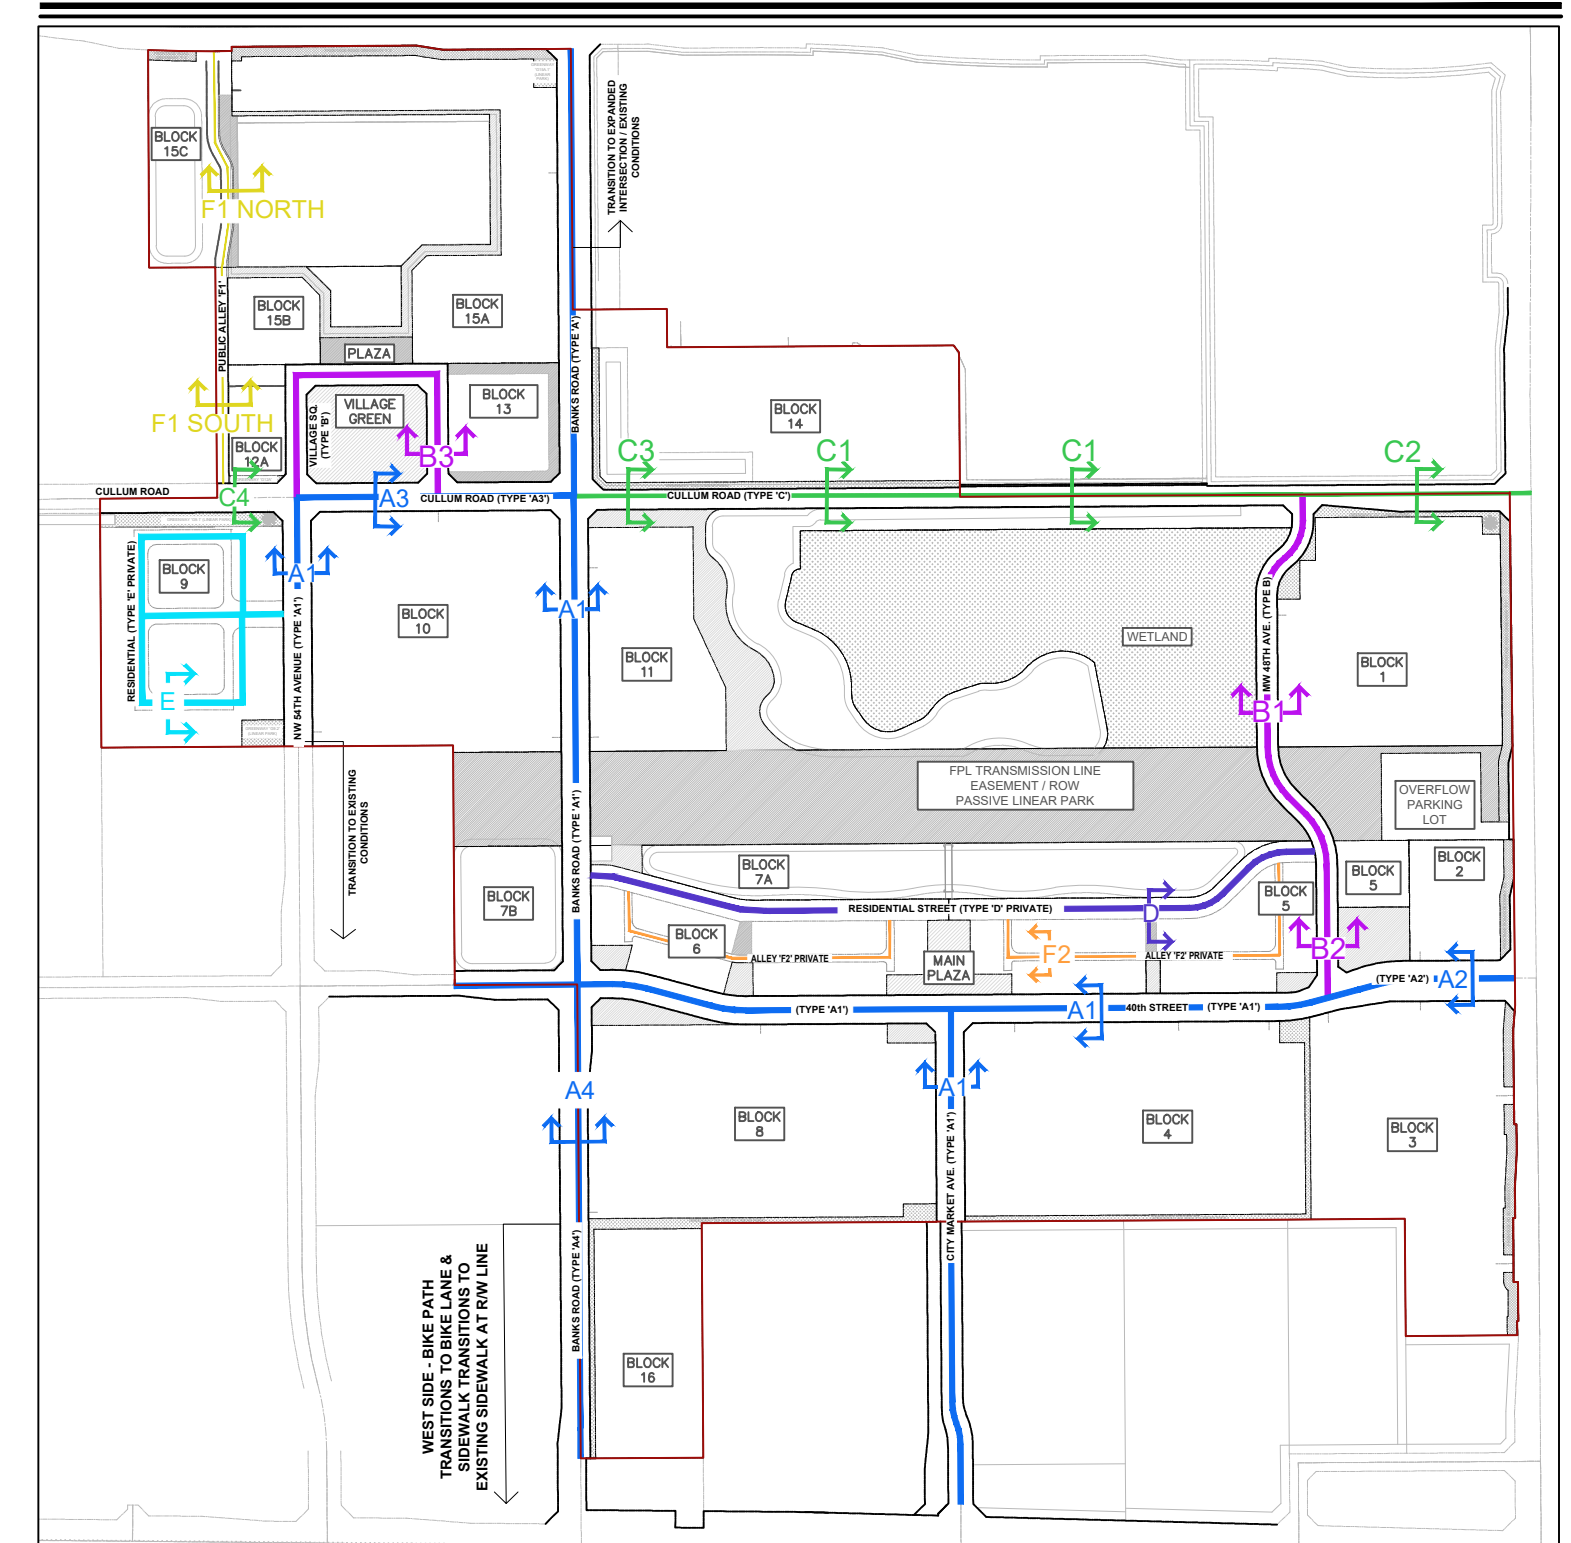 TRANSITION TO EXPANDED
INTERSECTION / EXISTING
CONDITIONS
BLOCK
15C
F1 NORTH
PUBLIC ALLEY 'F1'
BLOCK
15B
BLOCK
15A
PLAZA
BANKS ROAD (TYPE 'A')
VILLAGE
GREEN
VILLAGE SQ.
(TYPE 'B')
BLOCK
13
BLOCK
14
F1 SOUTH
BLOCK
12A
B3
C3
C1
C1
C2
CULLUM ROAD
C4
A3
CULLUM ROAD (TYPE 'A3')
CULLUM ROAD (TYPE 'C')
RESIDENTIAL (TYPE 'E' PRIVATE)
BLOCK
9
A1
NW 54TH AVENUE (TYPE 'A1')
BLOCK
10
A1
BLOCK
11
WETLAND
MW 48TH AVE. (TYPE B)
BLOCK
1
E
B1
TRANSITION TO EXISTING
CONDITIONS
BANKS ROAD (TYPE 'A1')
FPL TRANSMISSION LINE
EASEMENT / ROW
PASSIVE LINEAR PARK
OVERFLOW
PARKING
LOT
BLOCK
7A
BLOCK
7B
BLOCK
5
BLOCK
5
BLOCK
2
RESIDENTIAL STREET (TYPE 'D' PRIVATE)
D
BLOCK
6
ALLEY 'F2' PRIVATE
MAIN
PLAZA
F2
ALLEY 'F2' PRIVATE
B2
(TYPE 'A2')
A2
(TYPE 'A1')
A1
40th STREET
(TYPE 'A1')
A4
A1
BLOCK
8
BLOCK
4
BLOCK
3
CITY MARKET AVE. (TYPE 'A1')
BANKS ROAD (TYPE 'A4')
WEST SIDE - BIKE PATH
TRANSITIONS TO BIKE LANE &
SIDEWALK TRANSITIONS TO
EXISTING SIDEWALK AT R/W LINE
BLOCK
16